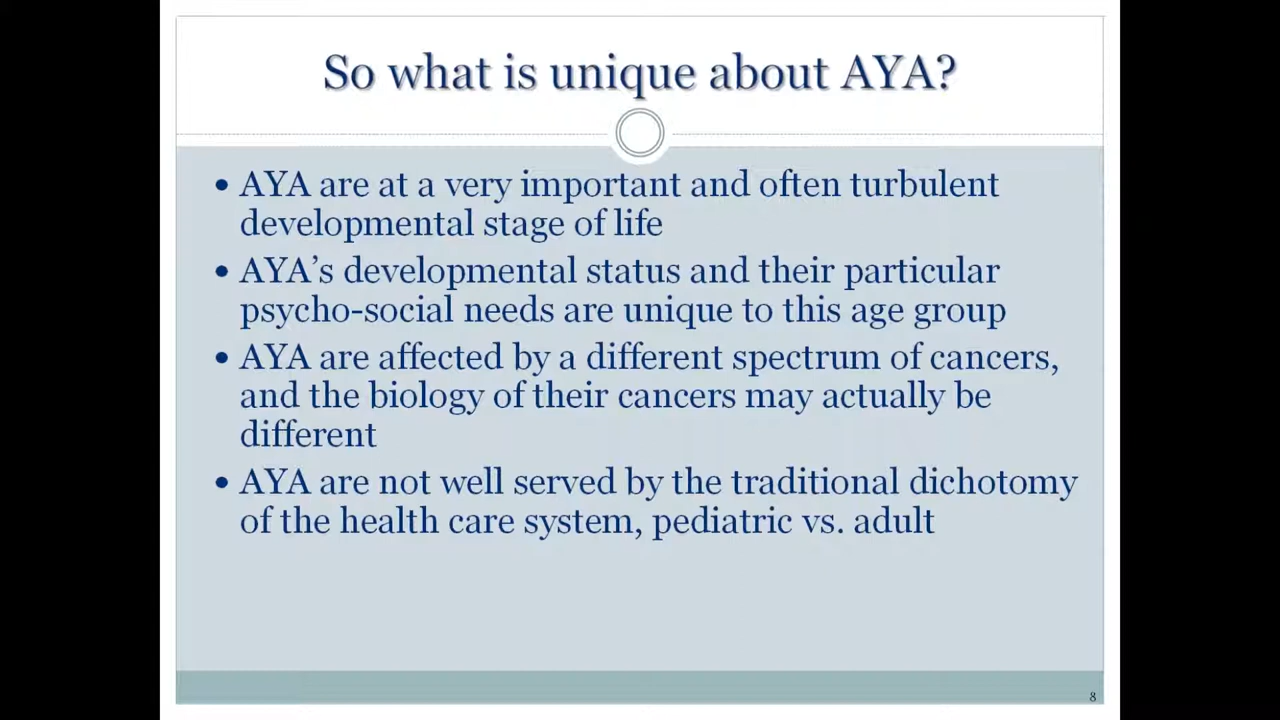 So what is unique about AYA?
• AYA are at a very important and often turbulent
developmental stage of life
• AYA’s developmental status and their particular
psycho-social needs are unique to this age group
• AYA are affected by a different spectrum of cancers,
and the biology of their cancers may actually be
different
• AYA are not well served by the traditional dichotomy
of the health care system, pediatric vs. adult
8